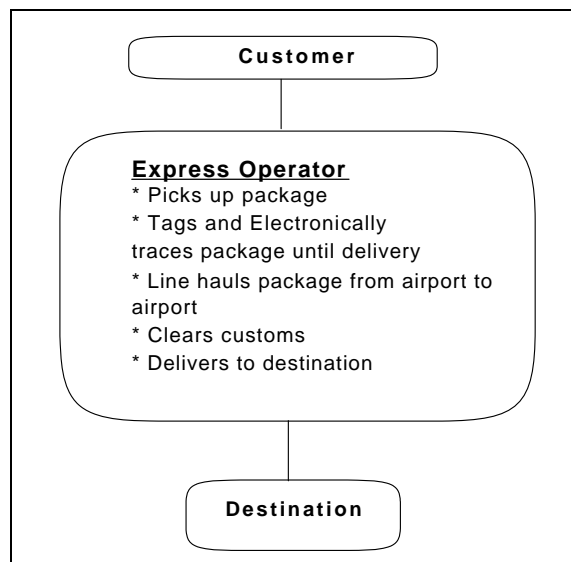 Customer
Express Operator
* Picks up package
* Tags and Electronically
traces package until delivery
* Line hauls package from airport to
airport
* Clears customs
* Delivers to destination
Destination